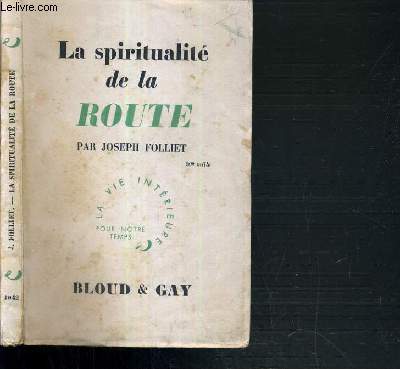 Le-livre.com
La spiritualité
de la
ROUTE
PAR JOSEPH FOLLIET
LA VIE INTÉRIEURE
POUR NOTRE
TEMPS
BLOUD & GAY
J. FOLLIET. — LA SPIRITUALITÉ DE LA ROUTE